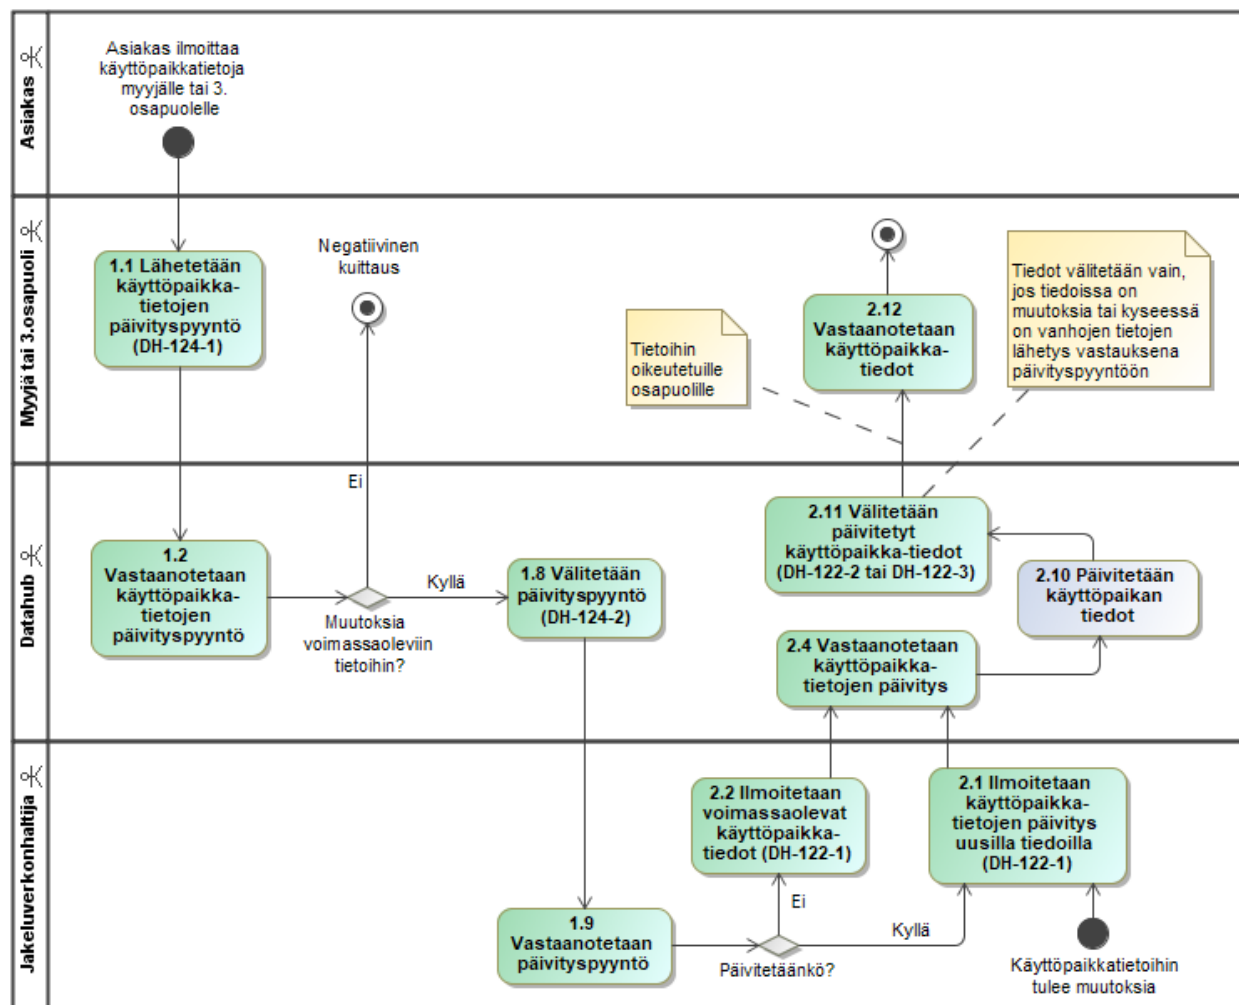 Asiakas
Asiakas ilmoittaa
käyttöpaikkatietoja
myyjälle tai 3.
osapuolelle
Myyjä tai 3.osapuoli
1.1 Lähetetään
käyttöpaikka-
tietojen
päivityspyyntö
(DH-124-1)
Negatiivinen
kuittaus
Tietoihin
oikeutetuille
osapuolille
2.12
Vastaanotetaan
käyttöpaikka-
tiedot
Tiedot välitetään vain,
jos tiedoissa on
muutoksia tai kyseessä
on vanhojen tietojen
lähetys vastauksena
päivityspyyntöön
Datahub
1.2
Vastaanotetaan
käyttöpaikka-
tietojen
päivityspyyntö
Ei
Muutoksia
voimassaoleviin
tietoihin?
Kyllä
1.8 Välitetään
päivityspyyntö
(DH-124-2)
2.11 Välitetään
päivitetyt
käyttöpaikka-tiedot
(DH-122-2 tai DH-122-3)
2.10 Päivitetään
käyttöpaikan
tiedot
2.4 Vastaanotetaan
käyttöpaikka-
tietojen päivitys
Jakeluverkonhaltija
2.2 Ilmoitetaan
voimassaolevat
käyttöpaikka-
tiedot (DH-122-1)
2.1 Ilmoitetaan
käyttöpaikka-
tietojen päivitys
uusilla tiedoilla
(DH-122-1)
1.9
Vastaanotetaan
päivityspyyntö
Ei
Päivitetäänkö?
Kyllä
Käyttöpaikkatietoihin
tulee muutoksia